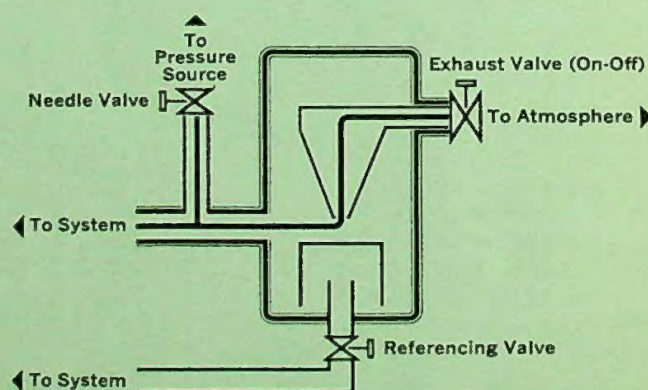 To
Pressure
Source
Needle Valve
Exhaust Valve (On-Off)
To Atmosphere
To System
Referencing Valve
To System